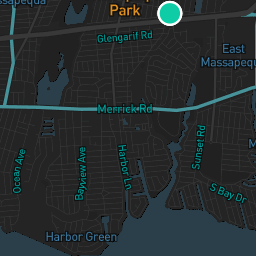 Park
Glengarif Rd
East
Massapequa
Merrick Rd
Ocean Ave
Bayview Ave
Harbor Ln
Sunset Rd
S Bay Dr
Harbor Green